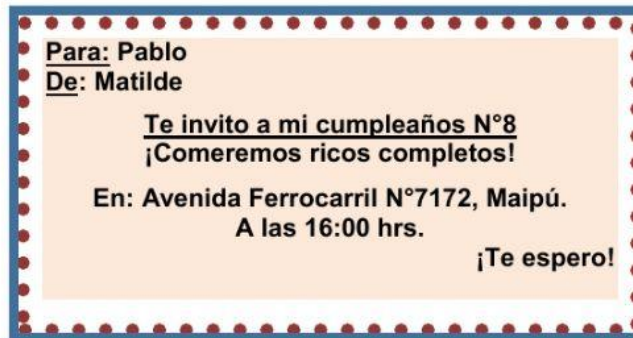 Para: Pablo
De: Matilde
Te invito a mi cumpleaños N°8
¡Comeremos ricos completos!
En: Avenida Ferrocarril N°7172, Maipú.
A las 16:00 hrs.
¡Te espero!